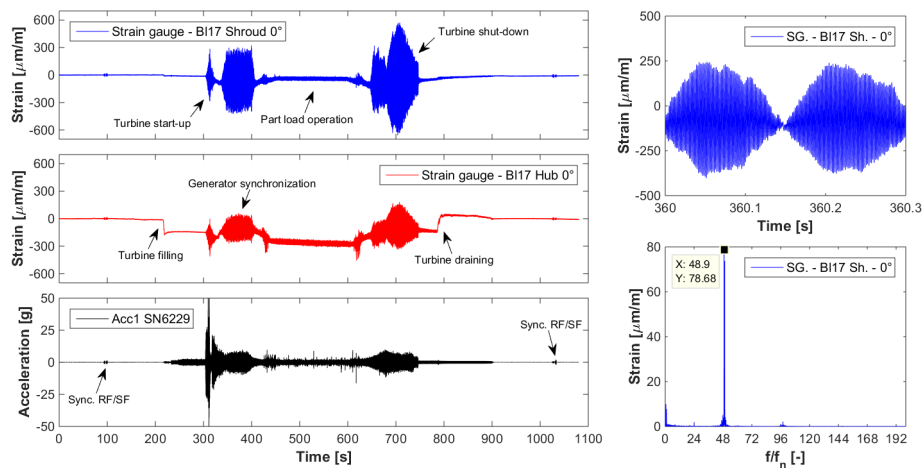 600
300
0
-300
-600
Strain [μm/m]
Strain gauge - Bl17 Shroud 0°
Turbine start-up
Part load operation
Turbine shut-down
600
300
0
-300
-600
Strain [μm/m]
Strain gauge - Bl17 Hub 0°
Generator synchronization
Turbine filling
Turbine draining
50
25
0
-25
-50
Acceleration [g]
Acc1 SN6229
Sync. RF/SF
Sync. RF/SF
0 100 200 300 400 500 600 700 800 900 1000 1100
Time [s]
500
250
0
-250
-500
Strain [μm/m]
SG. - Bl17 Sh. - 0°
360 360.1 360.2 360.3
Time [s]
80
60
40
20
0
Strain [μm/m]
SG. - Bl17 Sh. - 0°
X: 48.9
Y: 78.68
0 24 48 72 96 120 144 168 192
f/fn [-]